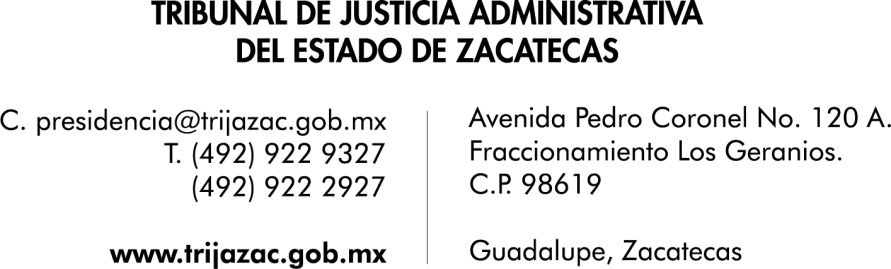 TRIBUNAL DE JUSTICIA ADMINISTRATIVA
DEL ESTADO DE ZACATECAS
C. presidencia@trijazac.gob.mx
T. (492) 922 9327
(492) 922 2927
www.trijazac.gob.mx
Avenida Pedro Coronel No. 120 A.
Fraccionamiento Los Geranios.
C.P. 98619
Guadalupe, Zacatecas